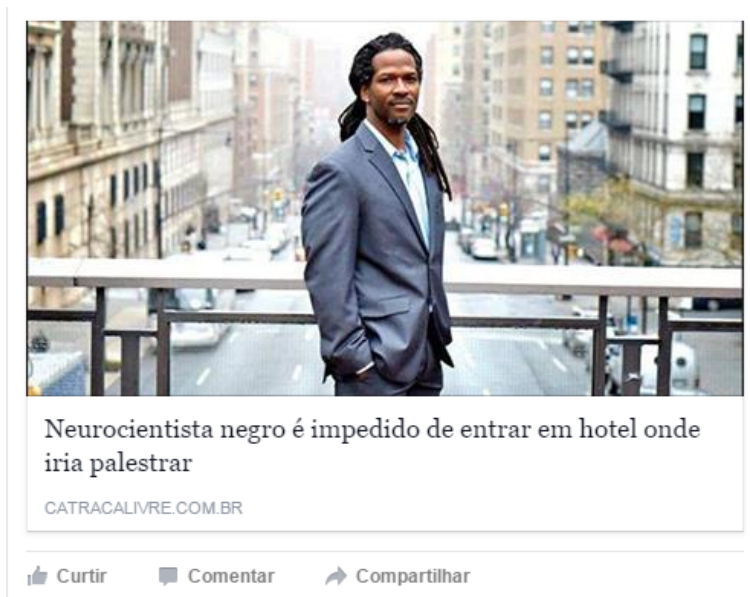 Neurocientista negro é impedido de entrar em hotel onde
iria palestrar
CATRACALIVRE.COM.BR
Curtir Comentar Compartilhar